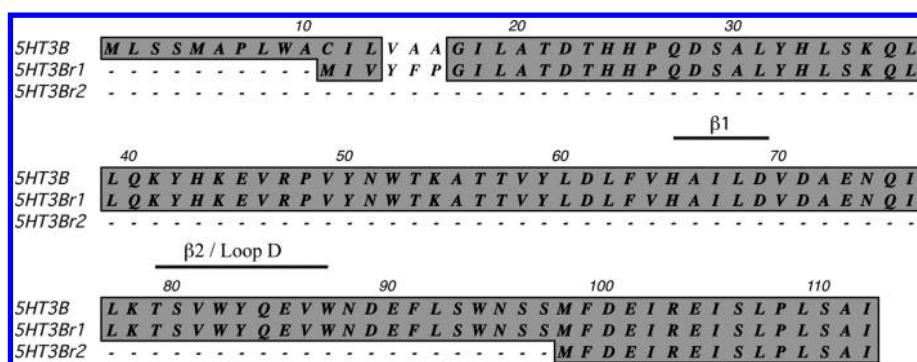 10 20 30
5HT3B M L S S M A P L W A C I L V A A G I L A T D T H H P Q D S A L Y H L S K Q L
5HT3Br1 - - - - - - - - - - M I V Y F P G I L A T D T H H P Q D S A L Y H L S K Q L
5HT3Br2 - - - - - - - - - - - - - - - - - - - - - - - - - - - - - - - - - - - - - -
β1
40 50 60 70
5HT3B L Q K Y H K E V R P V Y N W T K A T T V Y L D L F V H A I L D V D A E N Q I
5HT3Br1 L Q K Y H K E V R P V Y N W T K A T T V Y L D L F V H A I L D V D A E N Q I
5HT3Br2 - - - - - - - - - - - - - - - - - - - - - - - - - - - - - - - - - - - - - -
β2 / Loop D
80 90 100 110
5HT3B L K T S V W Y Q E V W N D E F L S W N S S M F D E I R E I S L P L S A I
5HT3Br1 L K T S V W Y Q E V W N D E F L S W N S S M F D E I R E I S L P L S A I
5HT3Br2 - - - - - - - - - - - - - - - - - - - - - M F D E I R E I S L P L S A I